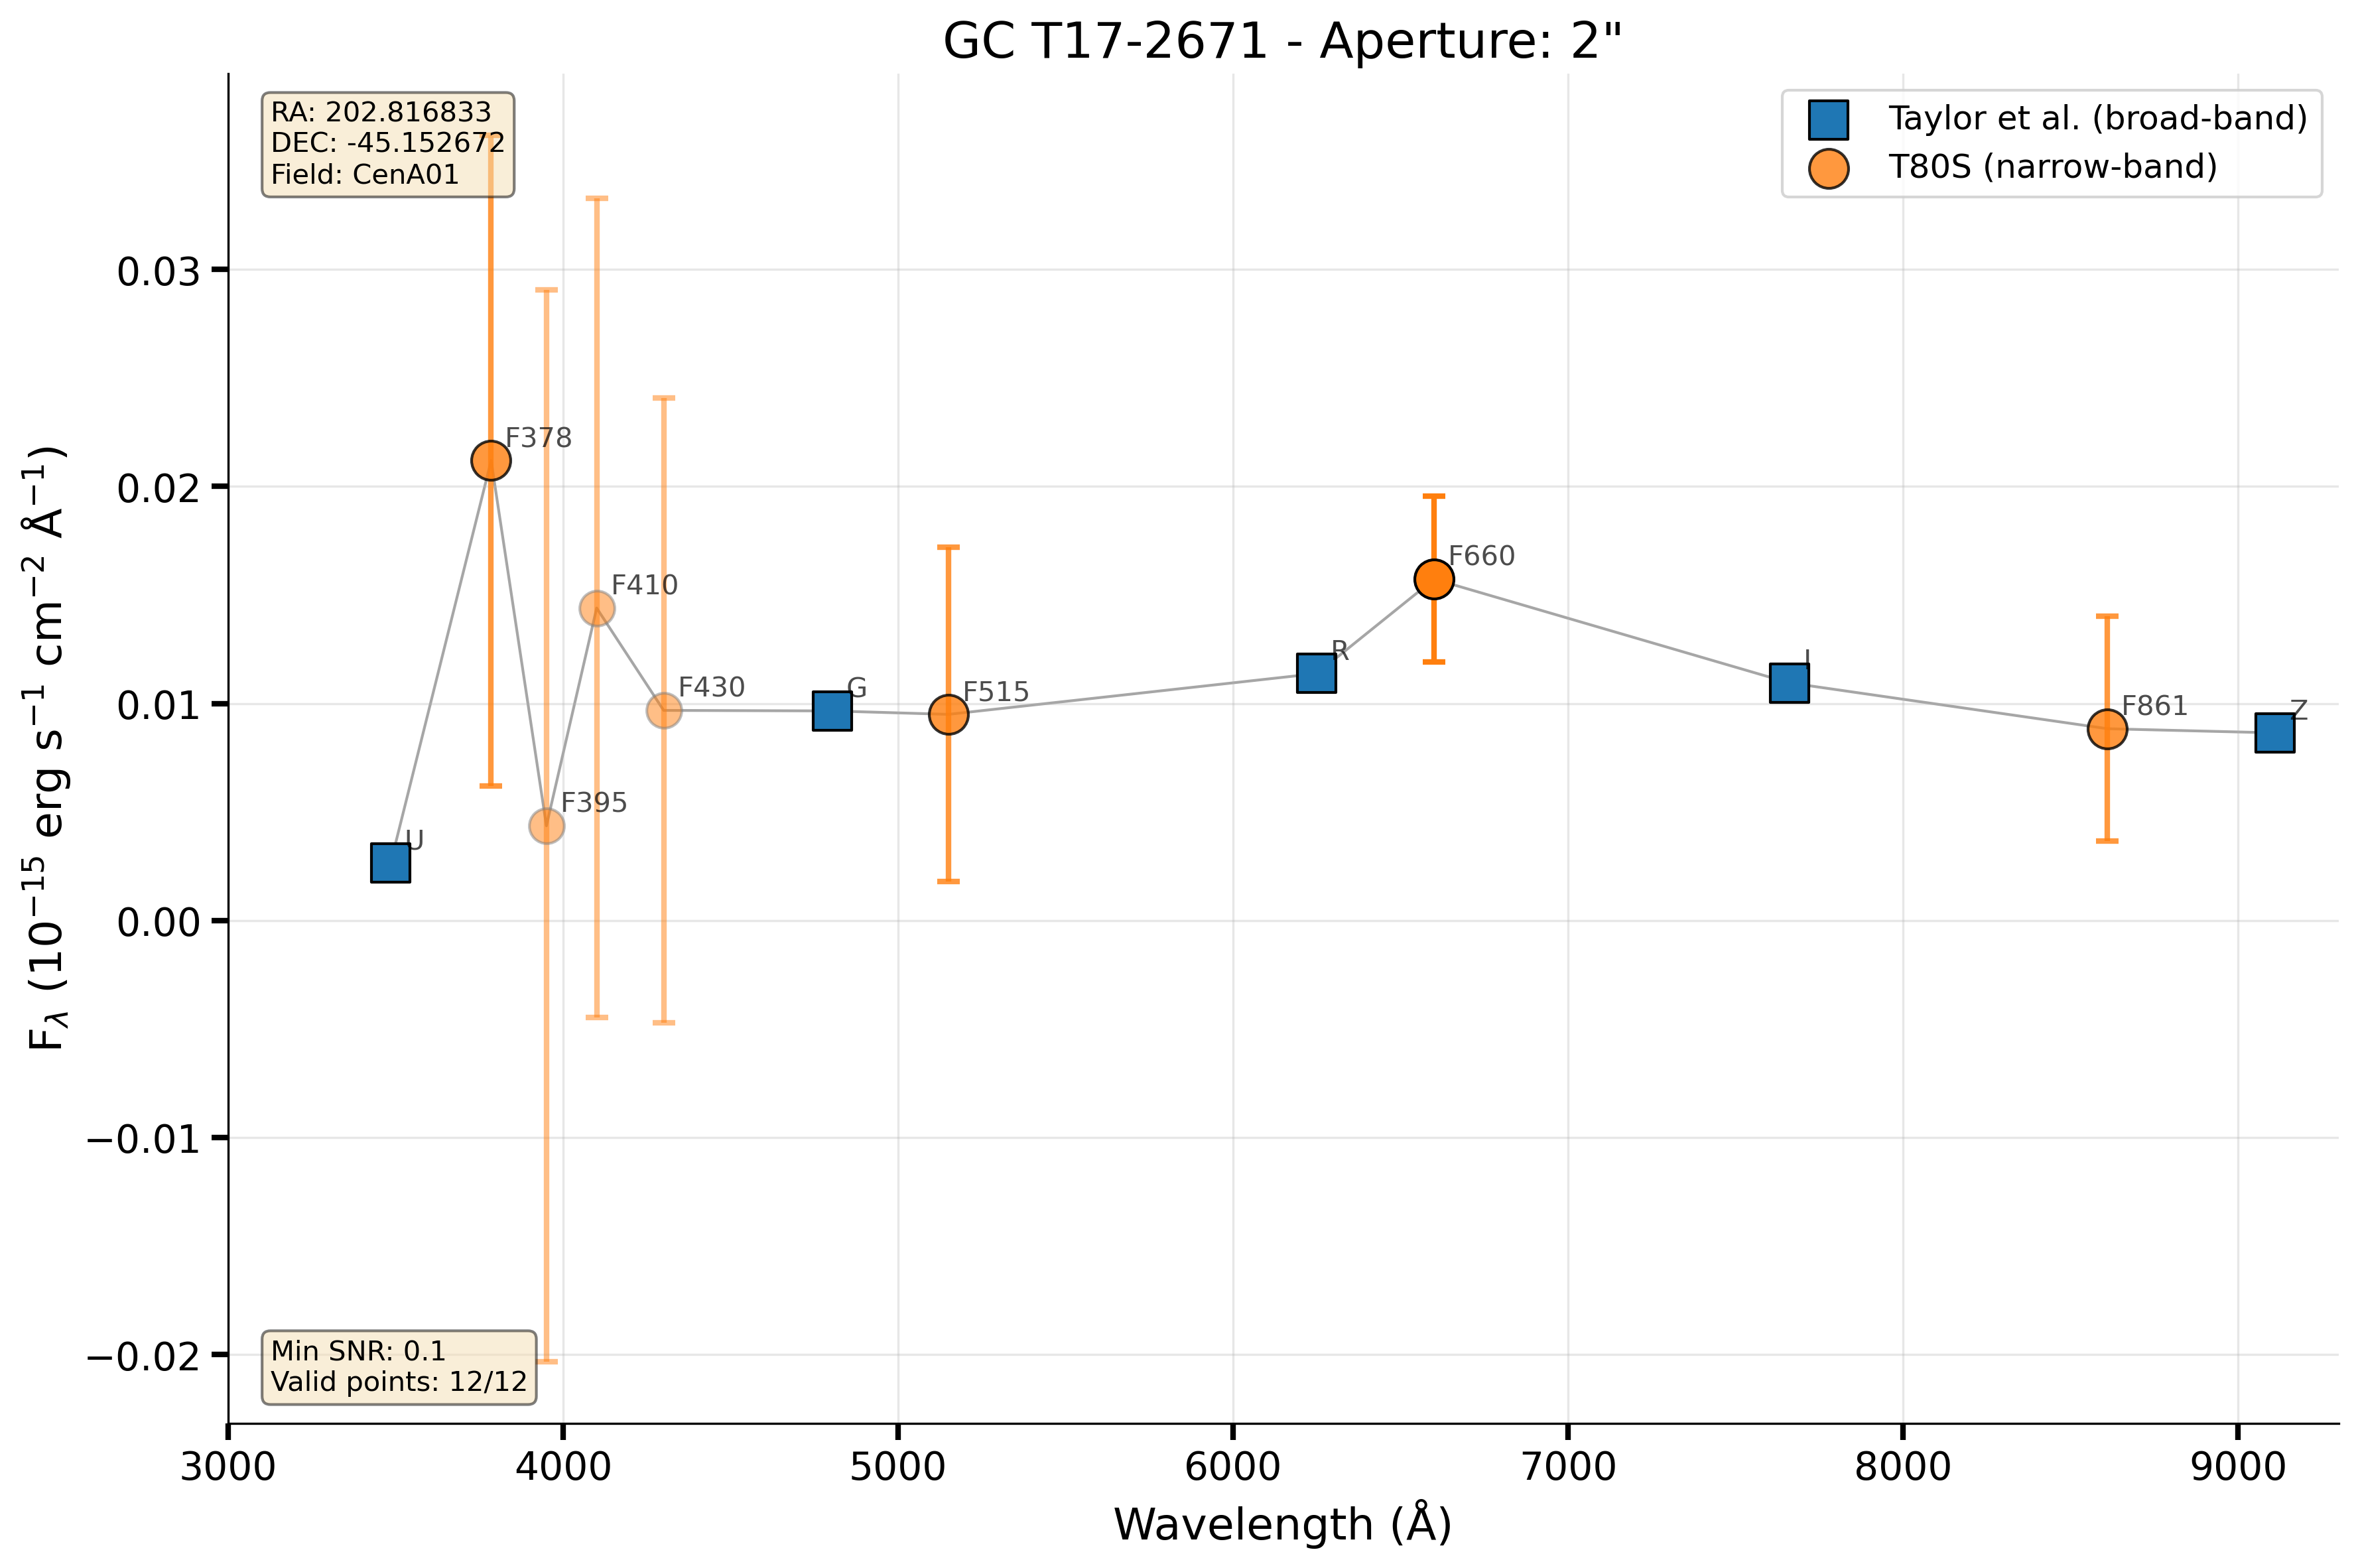 GC T17-2671 - Aperture: 2"
RA: 202.816833
DEC: -45.152672
Field: CenA01
Taylor et al. (broad-band)
T80S (narrow-band)
F378
F410
F395
F430
U
G
F515
R
F660
I
F861
Z
Min SNR: 0.1
Valid points: 12/12
0.03
0.02
0.01
0.00
−0.01
−0.02
3000
4000
5000
6000
7000
8000
9000
Wavelength (Å)
Fλ (10⁻¹⁵ erg s⁻¹ cm⁻² Å⁻¹)